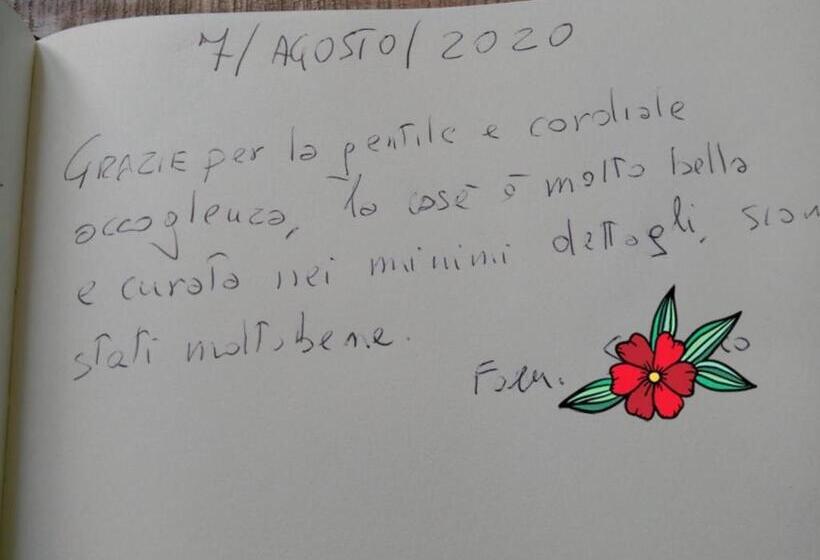 7/AGOSTO/2020
GRAZIE per la gentile e cordiale
accogleuza, la casa è molto bella
e curata nei minimi dettagli, siam
stati molto bene.
Fam.